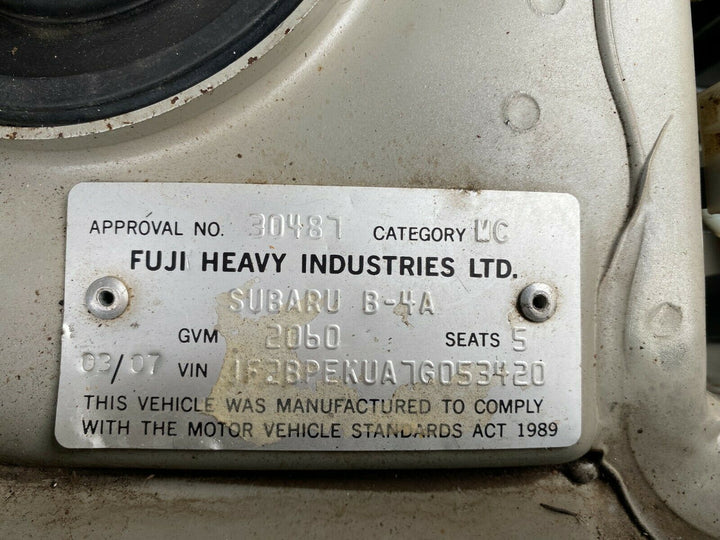 APPROVAL NO. 30487 CATEGORY MC
FUJI HEAVY INDUSTRIES LTD.
SUBARU B-4A
GVM 2060 SEATS 5
03/07 VIN JF2BPEKUA7G053420
THIS VEHICLE WAS MANUFACTURED TO COMPLY
WITH THE MOTOR VEHICLE STANDARDS ACT 1989